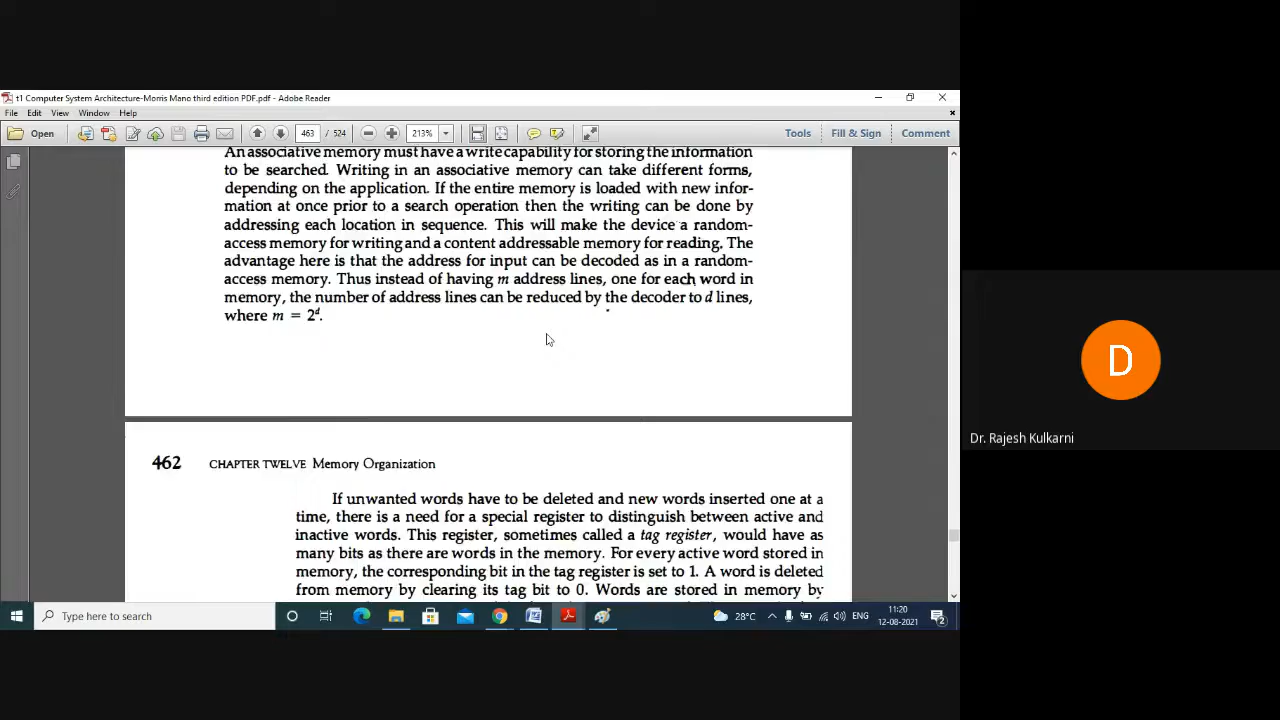 t1 Computer System Architecture-Morris Mano third edition PDF.pdf - Adobe Reader
File Edit View Window Help
Open 463 / 524 213% Tools Fill & Sign Comment
An associative memory must have a write capability for storing the information
to be searched. Writing in an associative memory can take different forms,
depending on the application. If the entire memory is loaded with new infor-
mation at once prior to a search operation then the writing can be done by
addressing each location in sequence. This will make the device a random-
access memory for writing and a content addressable memory for reading. The
advantage here is that the address for input can be decoded as in a random-
access memory. Thus instead of having m address lines, one for each word in
memory, the number of address lines can be reduced by the decoder to d lines,
where m = 2^d.
462 CHAPTER TWELVE Memory Organization
If unwanted words have to be deleted and new words inserted one at a
time, there is a need for a special register to distinguish between active and
inactive words. This register, sometimes called a tag register, would have as
many bits as there are words in the memory. For every active word stored in
memory, the corresponding bit in the tag register is set to 1. A word is deleted
from memory by clearing its tag bit to 0. Words are stored in memory by
D
Dr. Rajesh Kulkarni
Type here to search
28°C ENG
11:20
12-08-2021
2